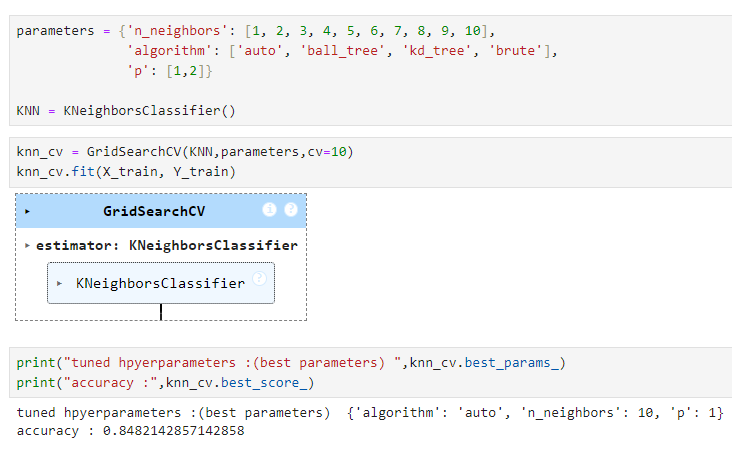 parameters = {'n_neighbors': [1, 2, 3, 4, 5, 6, 7, 8, 9, 10],
              'algorithm': ['auto', 'ball_tree', 'kd_tree', 'brute'],
              'p': [1,2]}
KNN = KNeighborsClassifier()
knn_cv = GridSearchCV(KNN,parameters,cv=10)
knn_cv.fit(X_train, Y_train)
GridSearchCV i ?
estimator: KNeighborsClassifier
KNeighborsClassifier ?
print("tuned hpyerparameters :(best parameters) ",knn_cv.best_params_)
print("accuracy :",knn_cv.best_score_)
tuned hpyerparameters :(best parameters)  {'algorithm': 'auto', 'n_neighbors': 10, 'p': 1}
accuracy : 0.8482142857142858